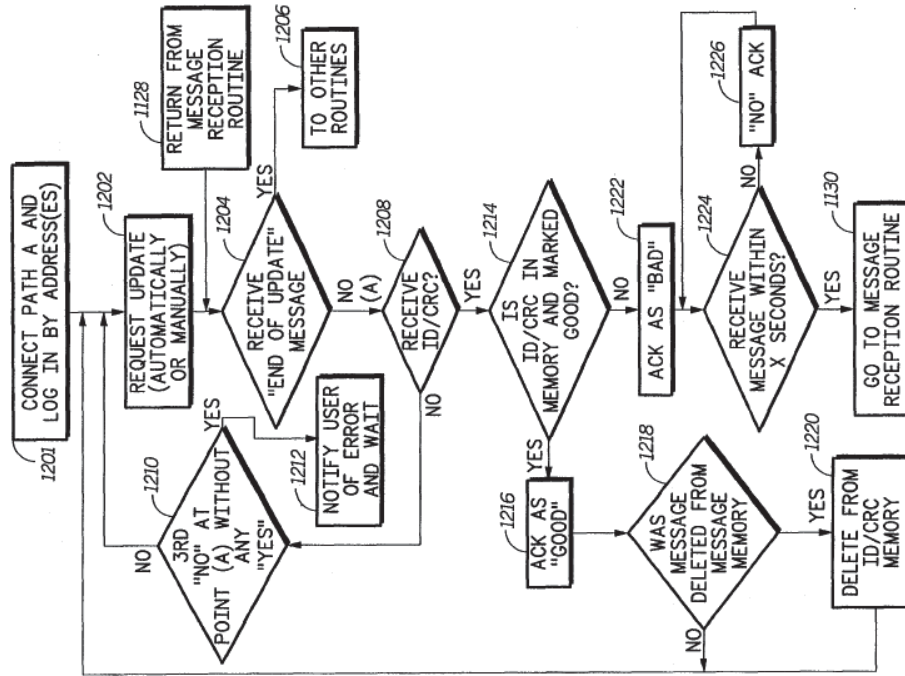 1201
CONNECT PATH A AND
LOG IN BY ADDRESS(ES)
1202
REQUEST UPDATE
(AUTOMATICALLY
OR MANUALLY)
1128
RETURN FROM
MESSAGE
RECEPTION
ROUTINE
1204
RECEIVE
"END OF UPDATE"
MESSAGE
YES
1206
TO OTHER
ROUTINES
NO
(A)
1208
RECEIVE
ID/CRC?
NO
YES
1210
3RD
"NO" AT
POINT (A) WITHOUT
ANY
"YES"
NO
YES
1212
NOTIFY USER
OF ERROR
AND WAIT
1214
IS
ID/CRC IN
MEMORY AND MARKED
GOOD?
YES
NO
1216
ACK AS
"GOOD"
1218
WAS
MESSAGE
DELETED FROM
MESSAGE
MEMORY
NO
YES
1220
DELETE FROM
ID/CRC
MEMORY
1222
ACK AS "BAD"
1224
RECEIVE
MESSAGE WITHIN
X SECONDS?
NO
1226
"NO" ACK
YES
1130
GO TO MESSAGE
RECEPTION ROUTINE